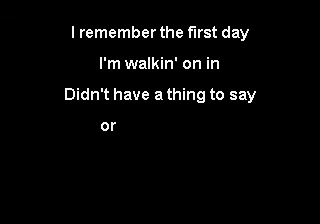 I remember the first day
I'm walkin' on in
Didn't have a thing to say
or